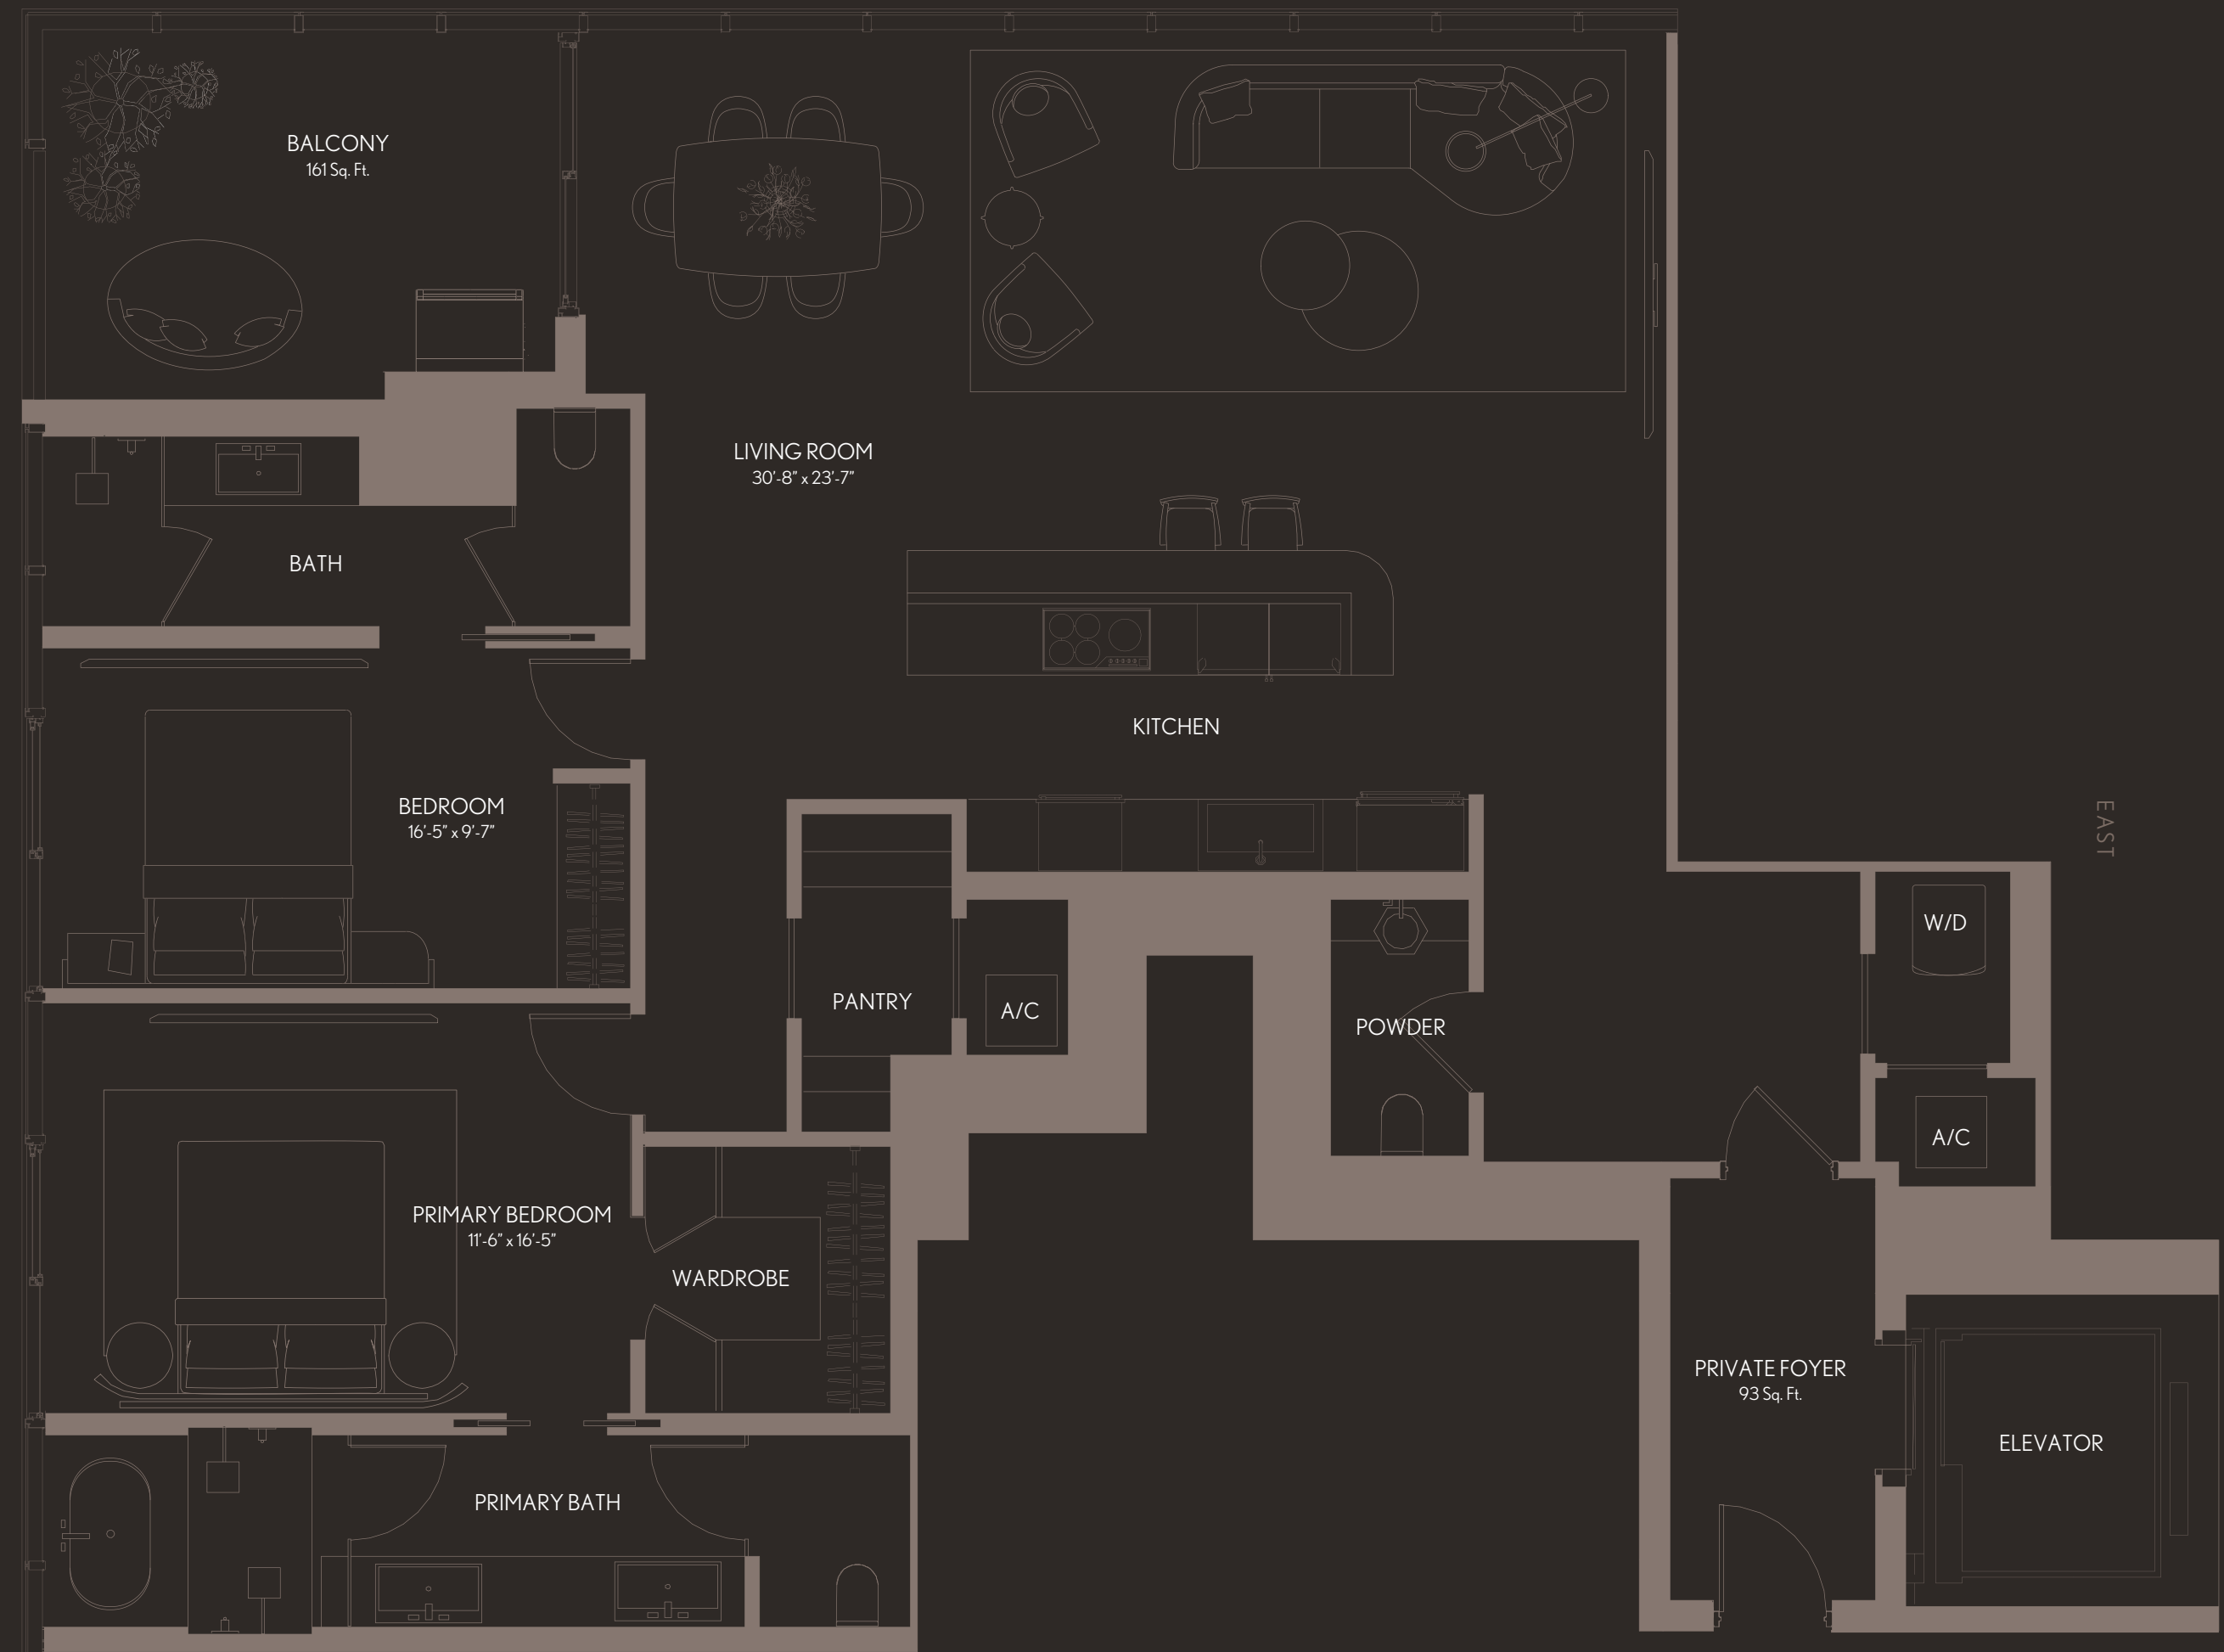 BALCONY
161 Sq. Ft.
LIVING ROOM
30'-8" x 23'-7"
BATH
KITCHEN
BEDROOM
16'-5" x 9'-7"
EAST
W/D
PANTRY
A/C
POWDER
A/C
PRIMARY BEDROOM
11'-6" x 16'-5"
WARDROBE
PRIVATE FOYER
93 Sq. Ft.
ELEVATOR
PRIMARY BATH